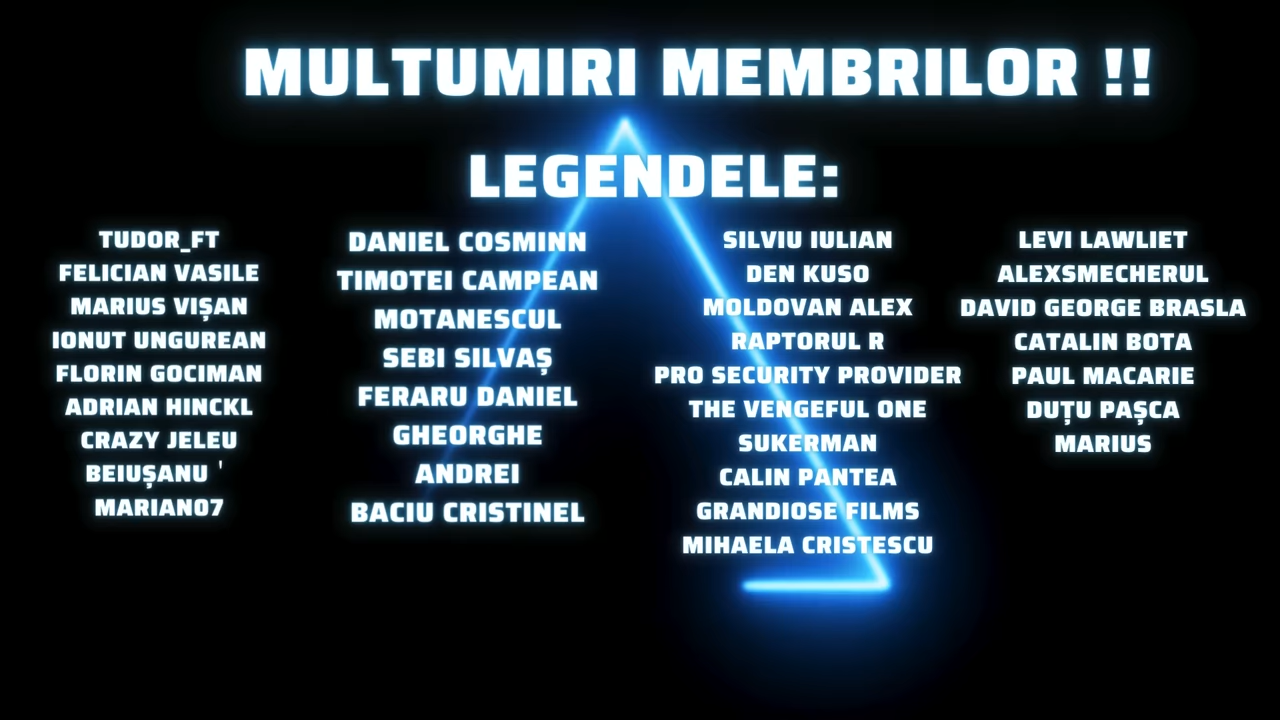 MULTUMIRI MEMBRILOR !!
LEGENDELE:
TUDOR_FT
FELICIAN VASILE
MARIUS VIȘAN
IONUT UNGUREAN
FLORIN GOCIMAN
ADRIAN HINCKL
CRAZY JELEU
BEIUȘANU '
MARIANO7
DANIEL COSMINN
TIMOTEI CAMPEAN
MOTANESCUL
SEBI SILVAȘ
FERARU DANIEL
GHEORGHE
ANDREI
BACIU CRISTINEL
SILVIU IULIAN
DEN KUSO
MOLDOVAN ALEX
RAPTORUL R
PRO SECURITY PROVIDER
THE VENGEFUL ONE
SUKERMAN
CALIN PANTEA
GRANDIOSE FILMS
MIHAELA CRISTESCU
LEVI LAWLIET
ALEXSMECHERUL
DAVID GEORGE BRASLA
CATALIN BOTA
PAUL MACARIE
DUȚU PAȘCA
MARIUS